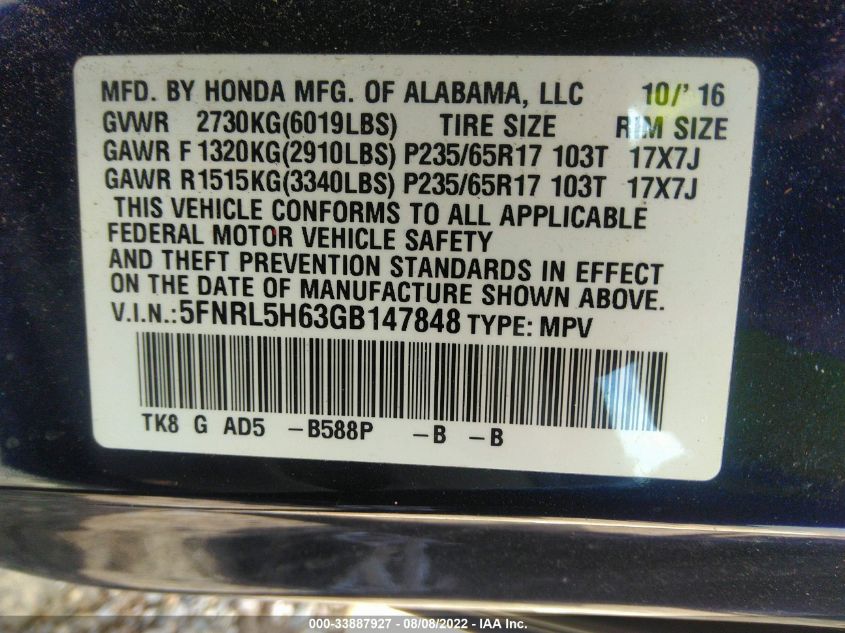 MFD. BY HONDA MFG. OF ALABAMA, LLC 10/'16
GVWR 2730KG(6019LBS) TIRE SIZE RIM SIZE
GAWR F 1320KG(2910LBS) P235/65R17 103T 17X7J
GAWR R1515KG(3340LBS) P235/65R17 103T 17X7J
THIS VEHICLE CONFORMS TO ALL APPLICABLE
FEDERAL MOTOR VEHICLE SAFETY
AND THEFT PREVENTION STANDARDS IN EFFECT
ON THE DATE OF MANUFACTURE SHOWN ABOVE.
V.I.N.:5FNRL5H63GB147848 TYPE: MPV
TK8 G AD5 -B588P -B -B
000-33887927 - 08/08/2022 - IAA Inc.